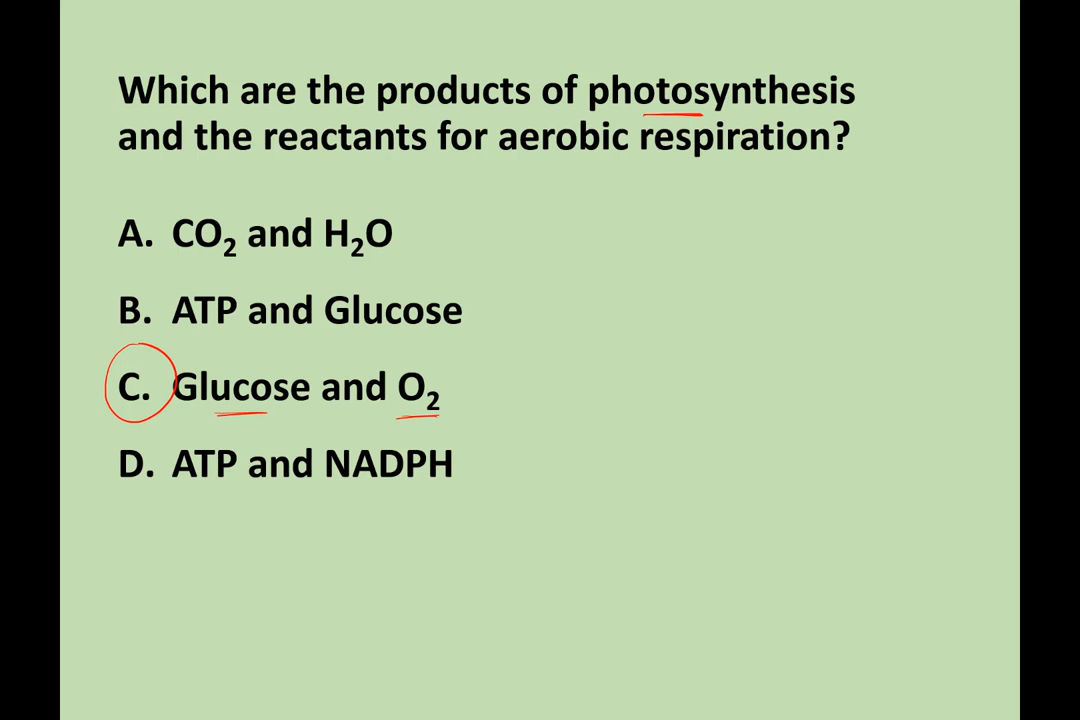 Which are the products of photosynthesis
and the reactants for aerobic respiration?
A. CO₂ and H₂O
B. ATP and Glucose
C. Glucose and O₂
D. ATP and NADPH